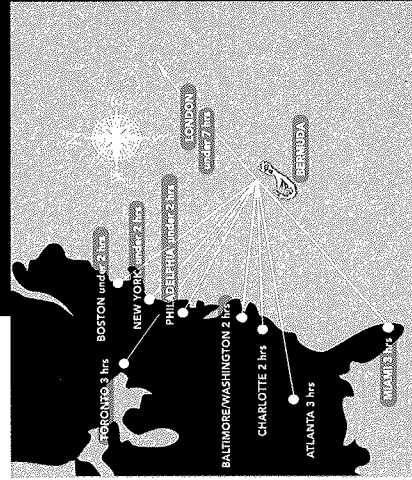 LONDON
under 7 hrs
BERMUDA
BOSTON under 2 hrs
NEW YORK under 2 hrs
PHILADELPHIA under 2 hrs
TORONTO 3 hrs
BALTIMORE/WASHINGTON 2 hrs
CHARLOTTE 2 hrs
ATLANTA 3 hrs
MIAMI 3 hrs